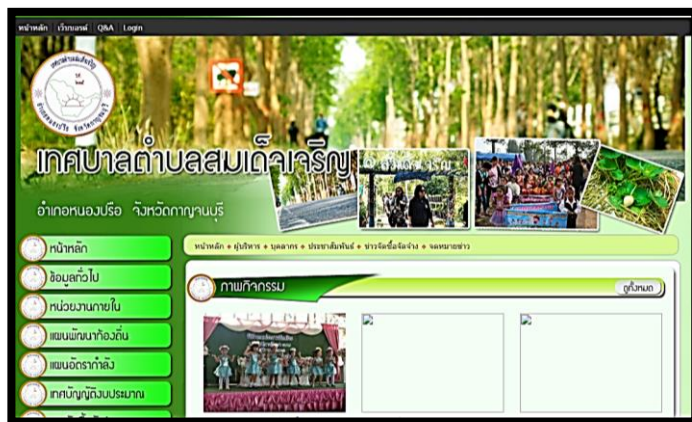 หน้าหลัก เว็บบอร์ด Q&A Login
เทศบาลตำบลสมเด็จเจริญ
อำเภอหนองปรือ จังหวัดกาญจนบุรี
หน้าหลัก • ผู้บริหาร • บุคลากร • ประชาสัมพันธ์ • ข่าวจัดซื้อจัดจ้าง • จดหมายข่าว
หน้าหลัก
ข้อมูลทั่วไป
หน่วยงานภายใน
แผนพัฒนาท้องถิ่น
แผนอัตรากำลัง
เทศบัญญัติงบประมาณ
ภาพกิจกรรม
ดูทั้งหมด